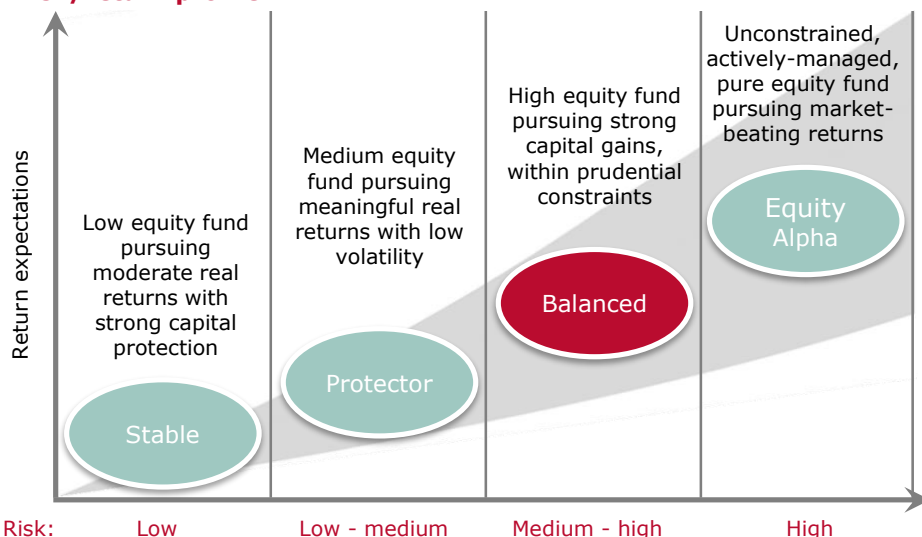 Unconstrained,
actively-managed,
pure equity fund
pursuing market-
beating returns
High equity fund
pursuing strong
capital gains,
within prudential
constraints
Medium equity
fund pursuing
meaningful real
returns with low
volatility
Low equity fund
pursuing
moderate real
returns with
strong capital
protection
Return expectations
Equity
Alpha
Balanced
Protector
Stable
Risk:
Low
Low - medium
Medium - high
High